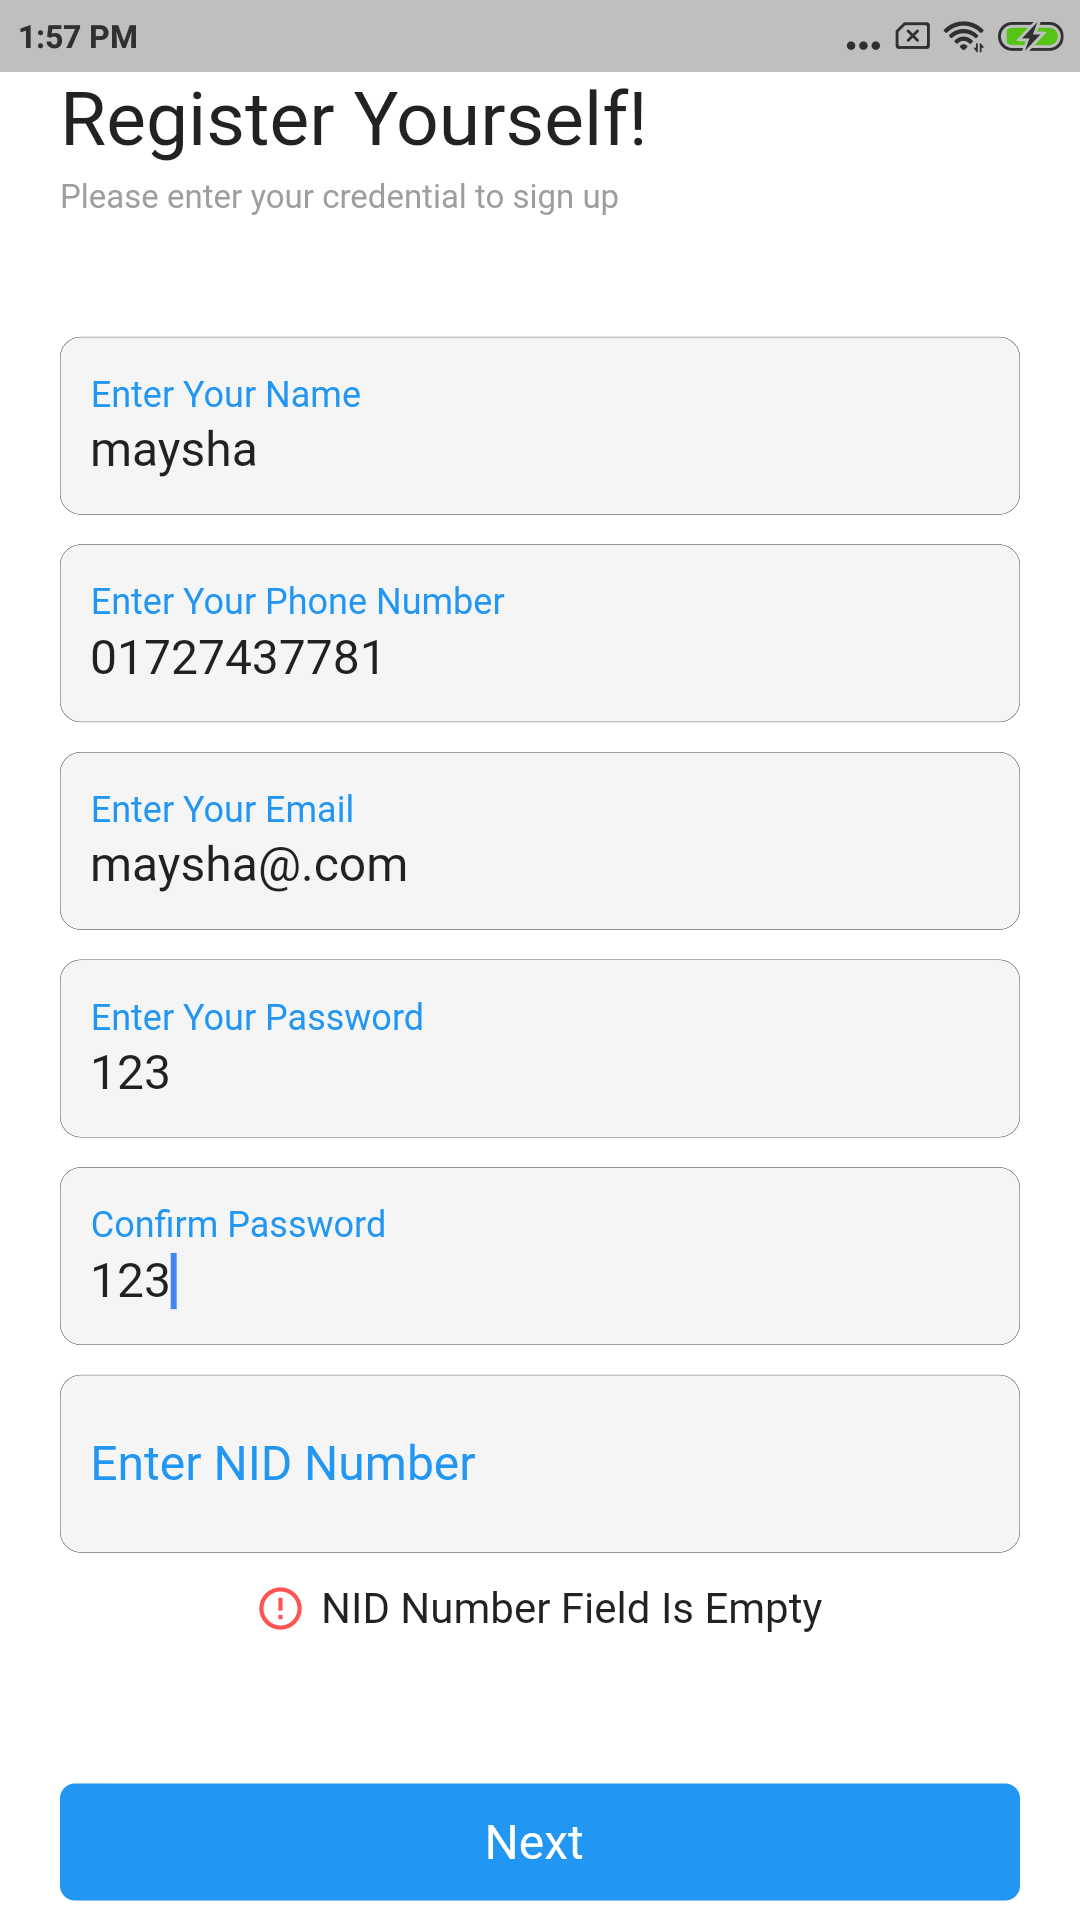 1:57 PM
Register Yourself!
Please enter your credential to sign up
Enter Your Name
maysha
Enter Your Phone Number
01727437781
Enter Your Email
maysha@.com
Enter Your Password
123
Confirm Password
123
Enter NID Number
NID Number Field Is Empty
Next